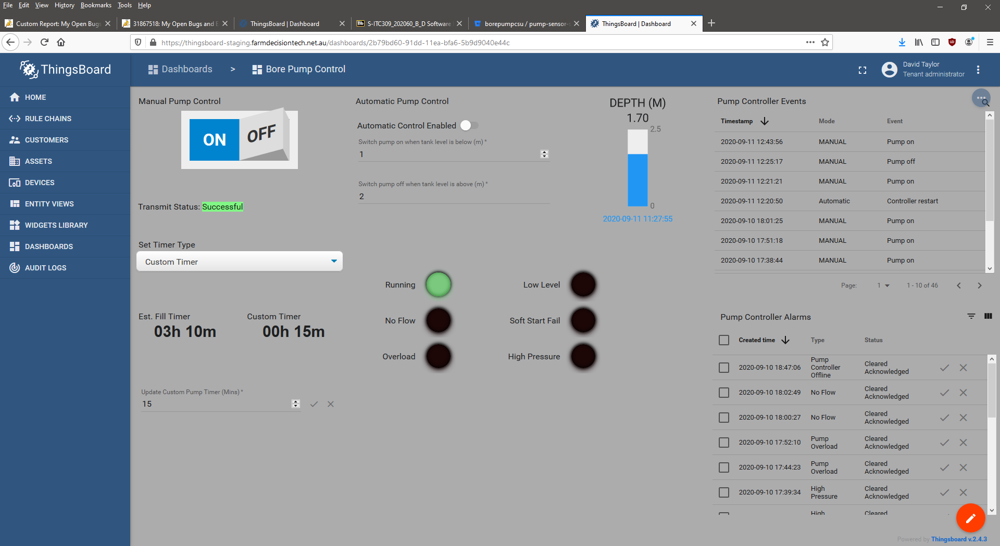 File Edit View History Bookmarks Tools Help
Custom Report: My Open Bugs
31867518: My Open Bugs and E
ThingsBoard | Dashboard
Bb S-ITC309_202060_B_D Software
borepumpcsu / pump-sensor-s
ThingsBoard | Dashboard
https://thingsboard-staging.farmdecisiontech.net.au/dashboards/2b79bd60-91dd-11ea-bfa6-5b9d9040e44c
ThingsBoard
Dashboards > Bore Pump Control
David Taylor
Tenant administrator
HOME
RULE CHAINS
CUSTOMERS
ASSETS
DEVICES
ENTITY VIEWS
WIDGETS LIBRARY
DASHBOARDS
AUDIT LOGS
Manual Pump Control
ON OFF
Transmit Status: Successful
Set Timer Type
Custom Timer
Est. Fill Timer
03h 10m
Custom Timer
00h 15m
Update Custom Pump Timer (Mins) *
15
Automatic Pump Control
Automatic Control Enabled
Switch pump on when tank level is below (m) *
1
Switch pump off when tank level is above (m) *
2
DEPTH (M)
1.70
2.5
0
2020-09-11 11:27:55
Running
Low Level
No Flow
Soft Start Fail
Overload
High Pressure
Pump Controller Events
Timestamp Mode Event
2020-09-11 12:43:56 MANUAL Pump on
2020-09-11 12:25:17 MANUAL Pump off
2020-09-11 12:21:21 MANUAL Pump on
2020-09-11 12:20:50 Automatic Controller restart
2020-09-10 18:01:25 MANUAL Pump on
2020-09-10 17:51:18 MANUAL Pump on
2020-09-10 17:38:44 MANUAL Pump on
Page: 1 1 - 10 of 46
Pump Controller Alarms
Created time Type Status
2020-09-10 18:47:06 Pump Controller Offline Cleared Acknowledged
2020-09-10 18:02:49 No Flow Cleared Acknowledged
2020-09-10 18:00:27 No Flow Cleared Acknowledged
2020-09-10 17:52:10 Pump Overload Cleared Acknowledged
2020-09-10 17:44:23 Pump Overload Cleared Acknowledged
2020-09-10 17:39:34 High Pressure Cleared Acknowledged
High Cleared
Powered by Thingsboard v.2.4.3